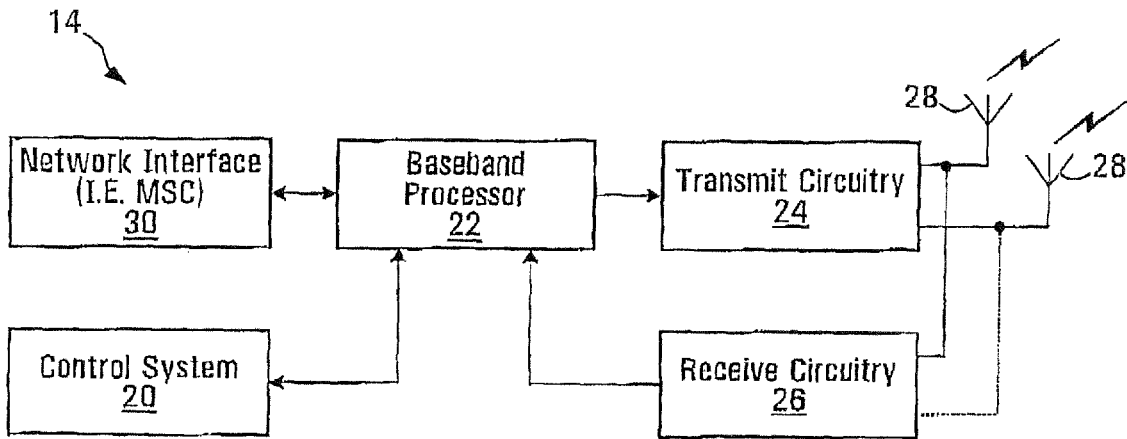 14
28
28
Network Interface
(I.E. MSC)
30
Baseband
Processor
22
Transmit Circuitry
24
Control System
20
Receive Circuitry
26